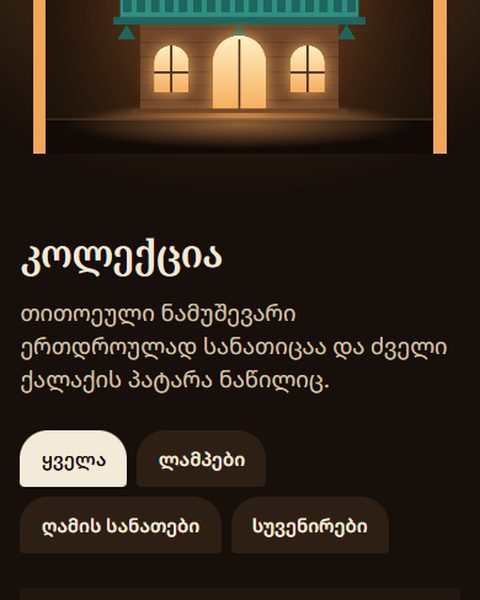 კოლექცია
თითოეული ნამუშევარი
ერთდროულად სანათიცაა და ძველი
ქალაქის პატარა ნაწილიც.
ყველა
ლამპები
ღამის სანათები
სუვენირები